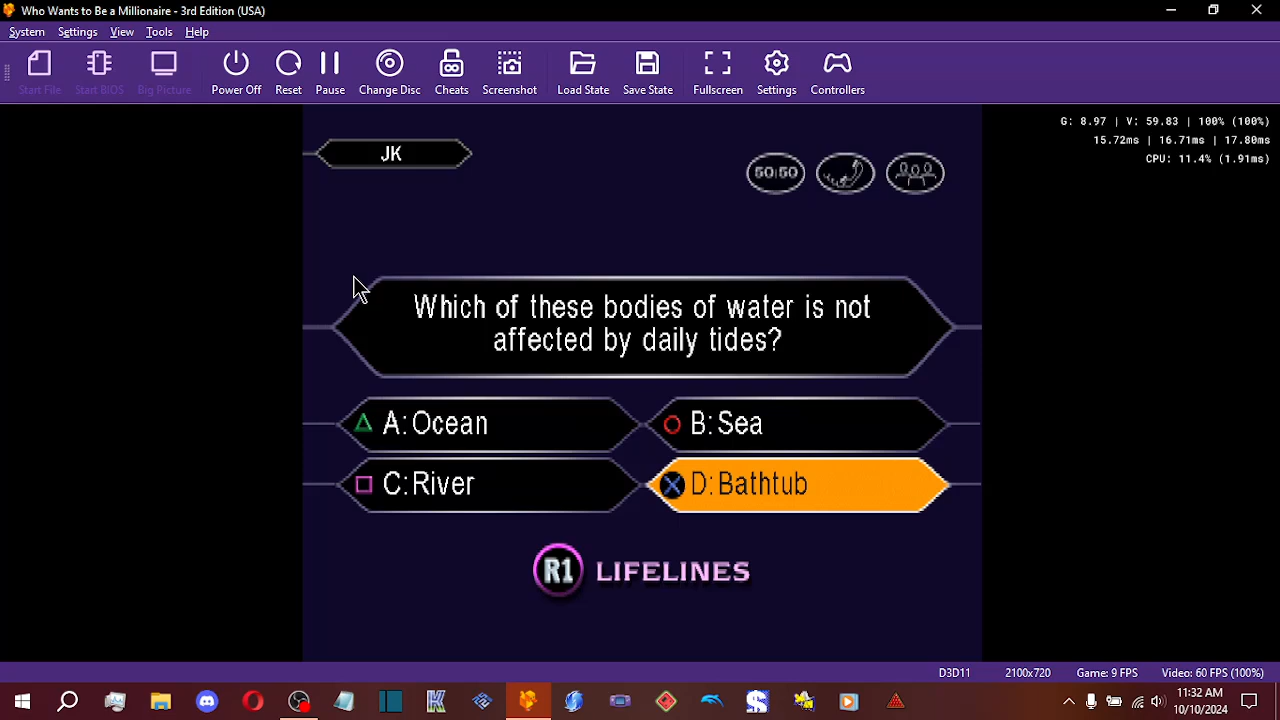 Who Wants to Be a Millionaire - 3rd Edition (USA)
System Settings View Tools Help
Start File Start BIOS Big Picture Power Off Reset Pause Change Disc Cheats Screenshot Load State Save State Fullscreen Settings Controllers
G: 8.97 | V: 59.83 | 100% (100%)
15.72ms | 16.71ms | 17.80ms
CPU: 11.4% (1.91ms)
JK
50:50
Which of these bodies of water is not
affected by daily tides?
A: Ocean
B: Sea
C: River
D: Bathtub
R1 LIFELINES
D3D11 2100x720 Game: 9 FPS Video: 60 FPS (100%)
11:32 AM
10/10/2024